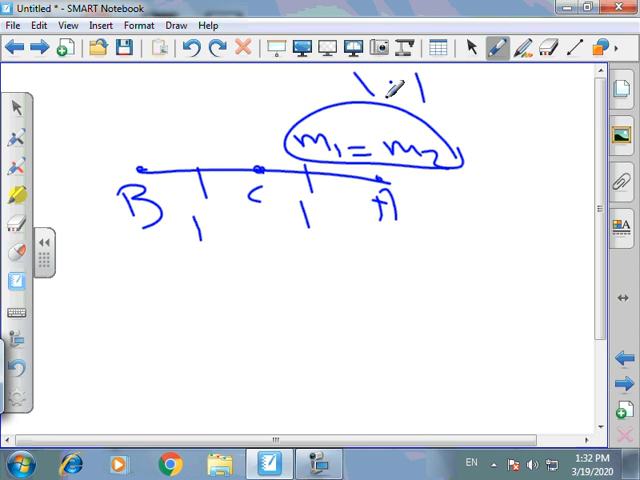 Untitled * - SMART Notebook
File Edit View Insert Format Tools Draw Help
1 : 1
m₁ = m₂
B C A
1 1
EN
1:32 PM
3/19/2020